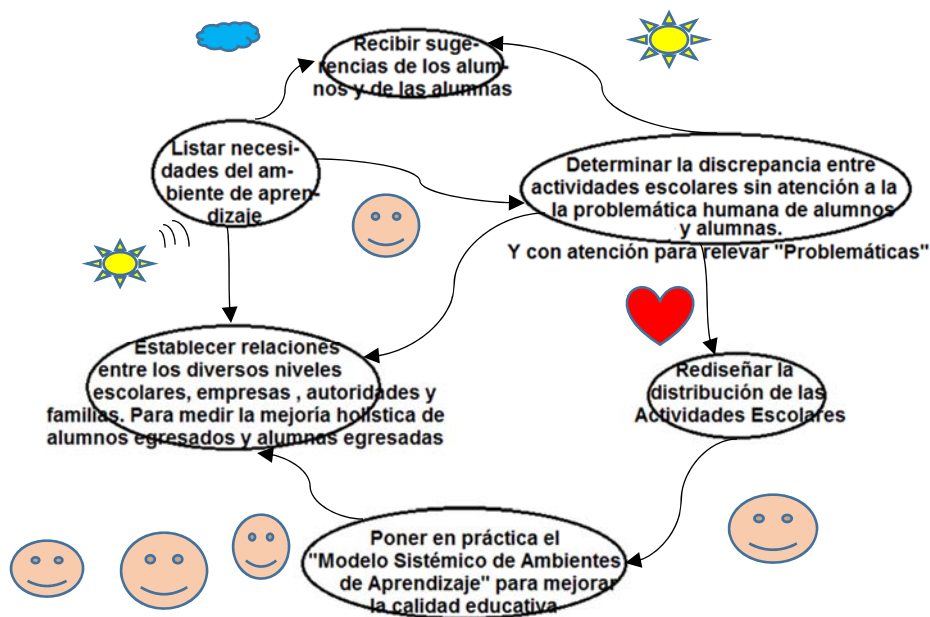 Recibir suge-
rencias de los alum-
nos y de las alumnas
Listar necesi-
dades del am-
biente de apren-
dizaje
Determinar la discrepancia entre
actividades escolares sin atención a la
la problemática humana de alumnos
y alumnas.
Y con atención para relevar "Problemáticas"
Establecer relaciones
entre los diversos niveles
escolares, empresas , autoridades y
familias. Para medir la mejoría holística de
alumnos egresados y alumnas egresadas
Rediseñar la
distribución de las
Actividades Escolares
Poner en práctica el
"Modelo Sistémico de Ambientes
de Aprendizaje" para mejorar
la calidad educativa